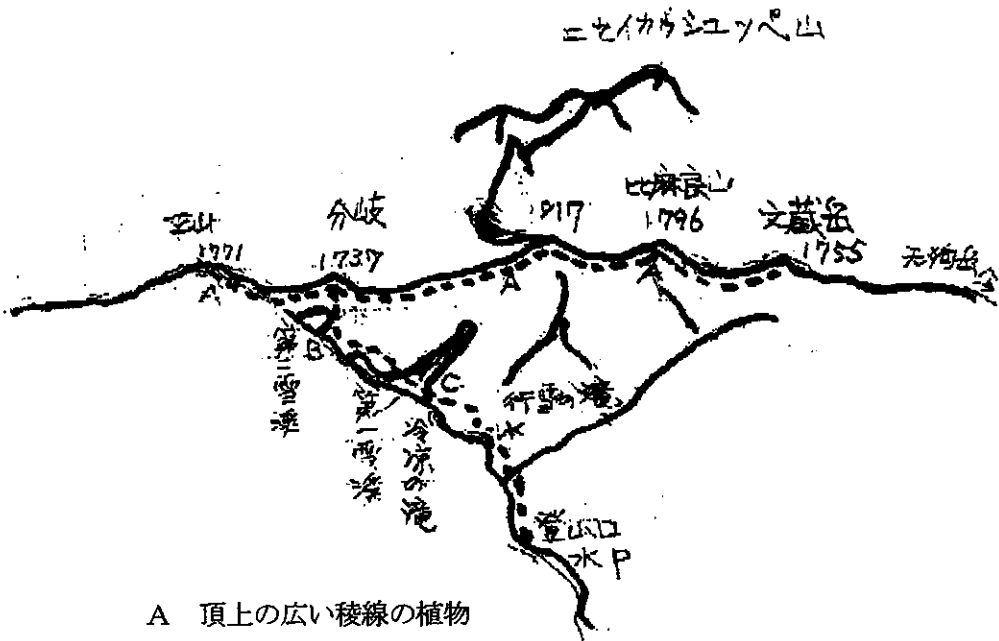 ニセイカウシュッペ山
比麻良山
1796
817
分岐
1737
平山
1771
文蔵岳
1755
天狗岳
A
A
A
B
第二雪渓
C
第一雪渓
冷涼の滝
行雲の滝
登山口
水 P
A 頂上の広い稜線の植物